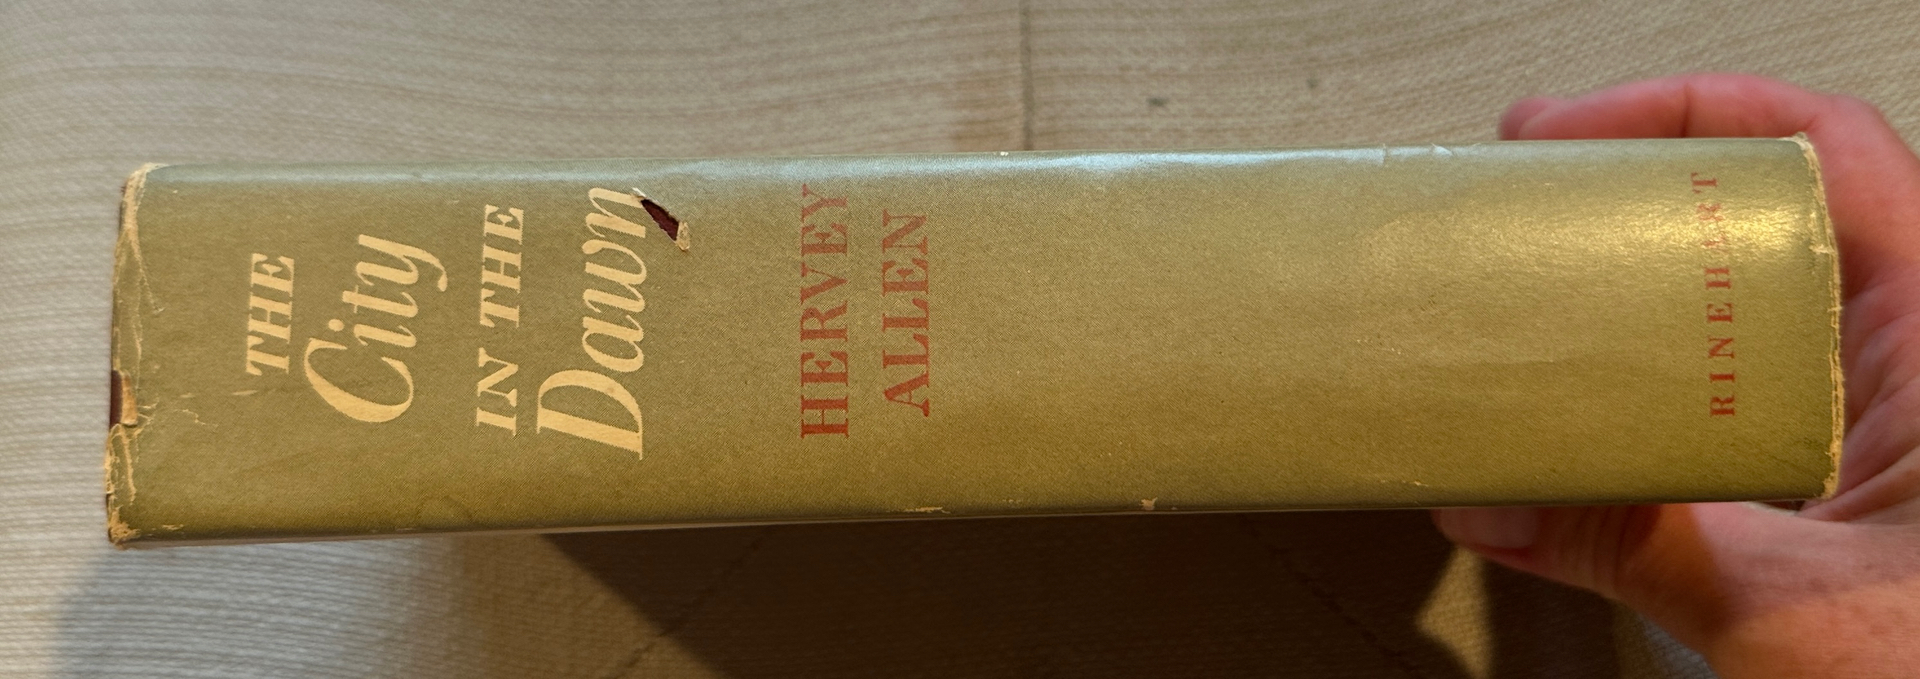 THE
City
IN THE
Dawn
HERVEY
ALLEN
RINEHART